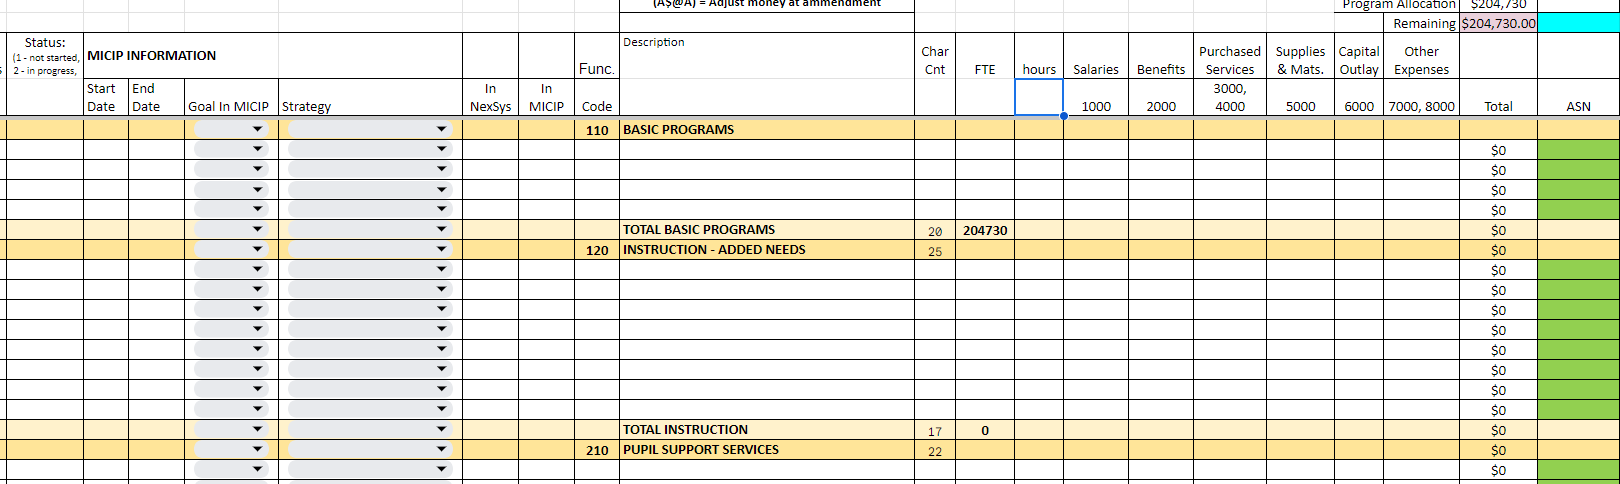 (A$@A) = Adjust money at ammendment
Program Allocation $204,730
Remaining $204,730.00
Status:
(1 - not started,
2 - in progress,
MICIP INFORMATION
Func.
Description
Char
Cnt
FTE
hours
Salaries
Benefits
Purchased
Services
Supplies
& Mats.
Capital
Outlay
Other
Expenses
Start
Date
End
Date
Goal In MICIP
Strategy
In
NexSys
In
MICIP
Code
1000
2000
3000,
4000
5000
6000
7000, 8000
Total
ASN
110 BASIC PROGRAMS
$0
$0
$0
$0
TOTAL BASIC PROGRAMS 20 204730 $0
120 INSTRUCTION - ADDED NEEDS 25 $0
$0
$0
$0
$0
$0
$0
$0
$0
TOTAL INSTRUCTION 17 0 $0
210 PUPIL SUPPORT SERVICES 22 $0
$0